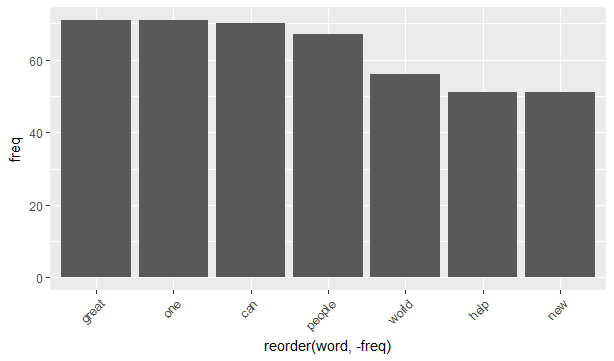 freq
60
40
20
0
great
one
can
people
world
help
new
reorder(word, -freq)